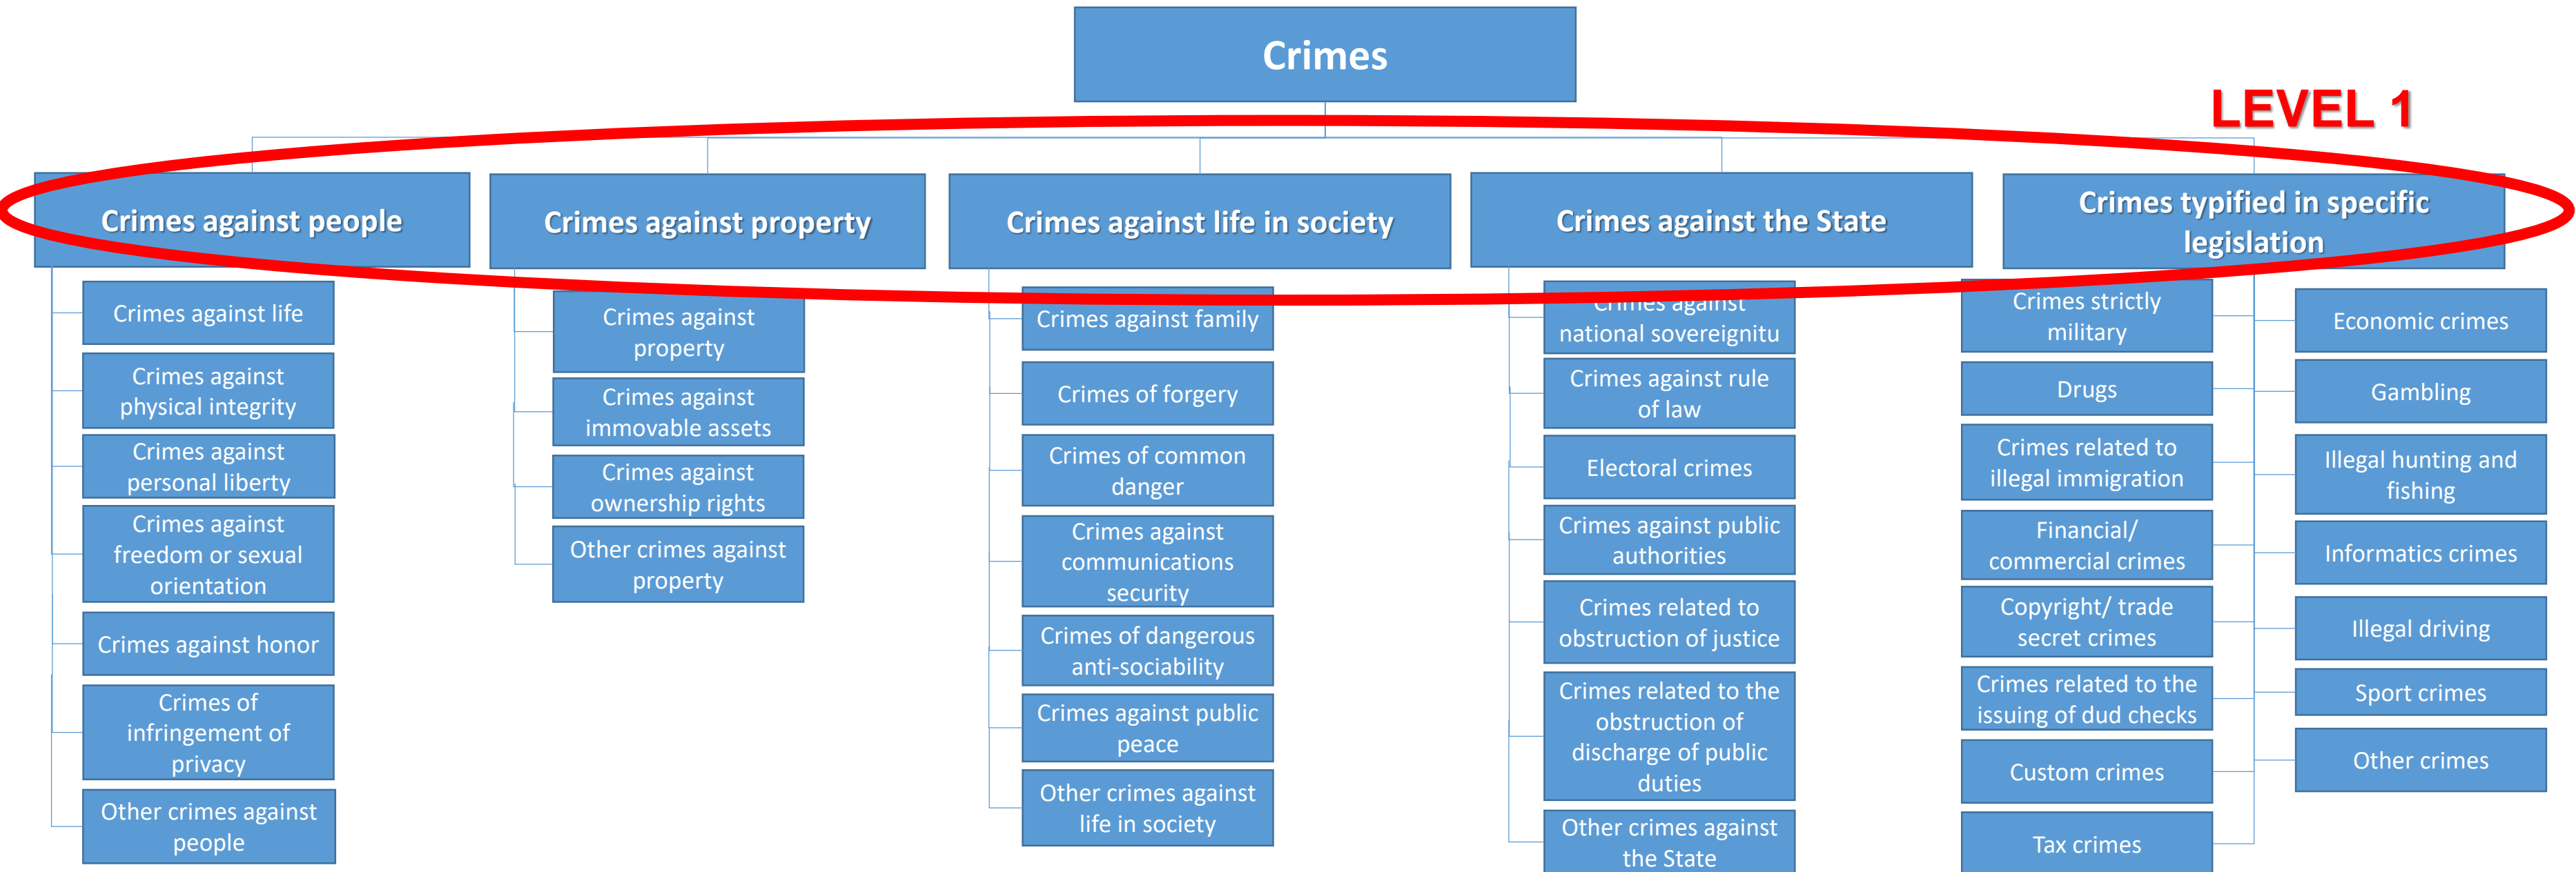 Crimes
LEVEL 1
Crimes against people
Crimes against property
Crimes against life in society
Crimes against the State
Crimes typified in specific
legislation
Crimes against life
Crimes against
physical integrity
Crimes against
personal liberty
Crimes against
freedom or sexual
orientation
Crimes against honor
Crimes of
infringement of
privacy
Other crimes against
people
Crimes against
property
Crimes against
immovable assets
Crimes against
ownership rights
Other crimes against
property
Crimes against family
Crimes of forgery
Crimes of common
danger
Crimes against
communications
security
Crimes of dangerous
anti-sociability
Crimes against public
peace
Other crimes against
life in society
Crimes against
national sovereignitu
Crimes against rule
of law
Electoral crimes
Crimes against public
authorities
Crimes related to
obstruction of justice
Crimes related to the
obstruction of
discharge of public
duties
Other crimes against
the State
Crimes strictly
military
Drugs
Crimes related to
illegal immigration
Financial/
commercial crimes
Copyright/ trade
secret crimes
Crimes related to the
issuing of dud checks
Custom crimes
Tax crimes
Economic crimes
Gambling
Illegal hunting and
fishing
Informatics crimes
Illegal driving
Sport crimes
Other crimes